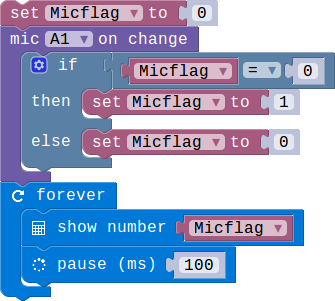 set Micflag to 0
mic A1 on change
if Micflag = 0
then set Micflag to 1
else set Micflag to 0
forever
show number Micflag
pause (ms) 100